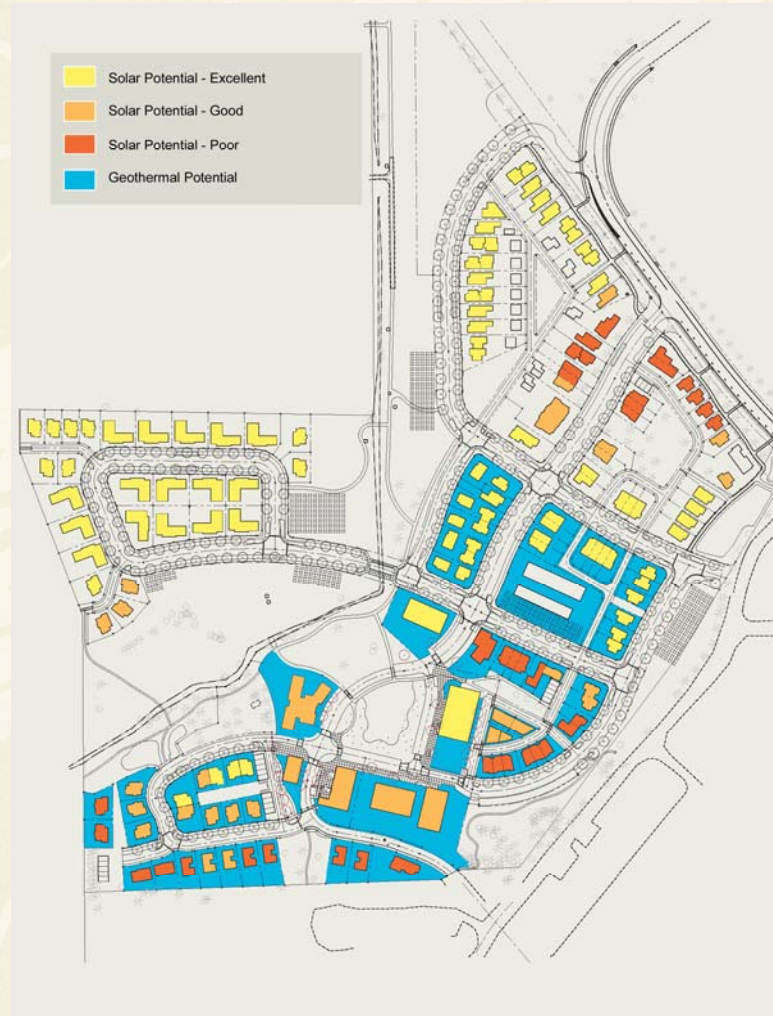 Solar Potential - Excellent
Solar Potential - Good
Solar Potential - Poor
Geothermal Potential